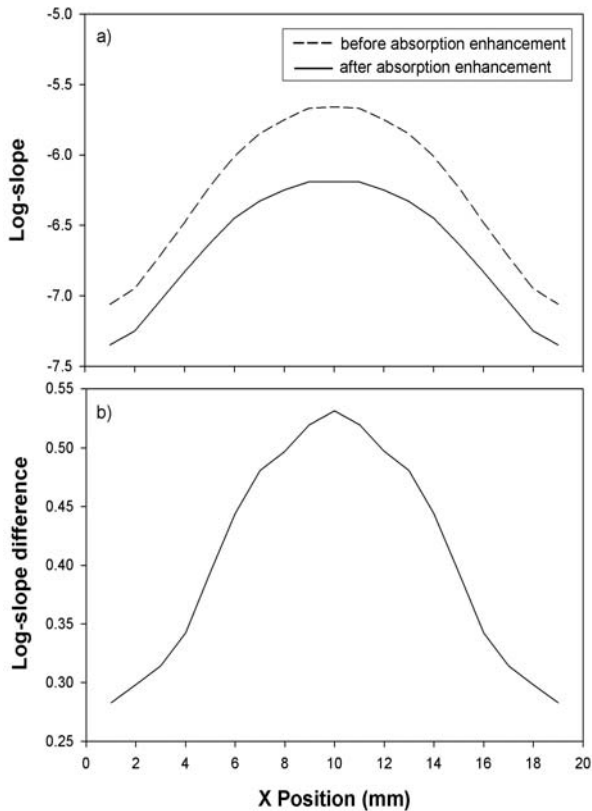 -5.0
a)
before absorption enhancement
after absorption enhancement
-5.5
-6.0
-6.5
-7.0
-7.5
Log-slope
0.55
b)
0.50
0.45
0.40
0.35
0.30
0.25
Log-slope difference
0 2 4 6 8 10 12 14 16 18 20
X Position (mm)